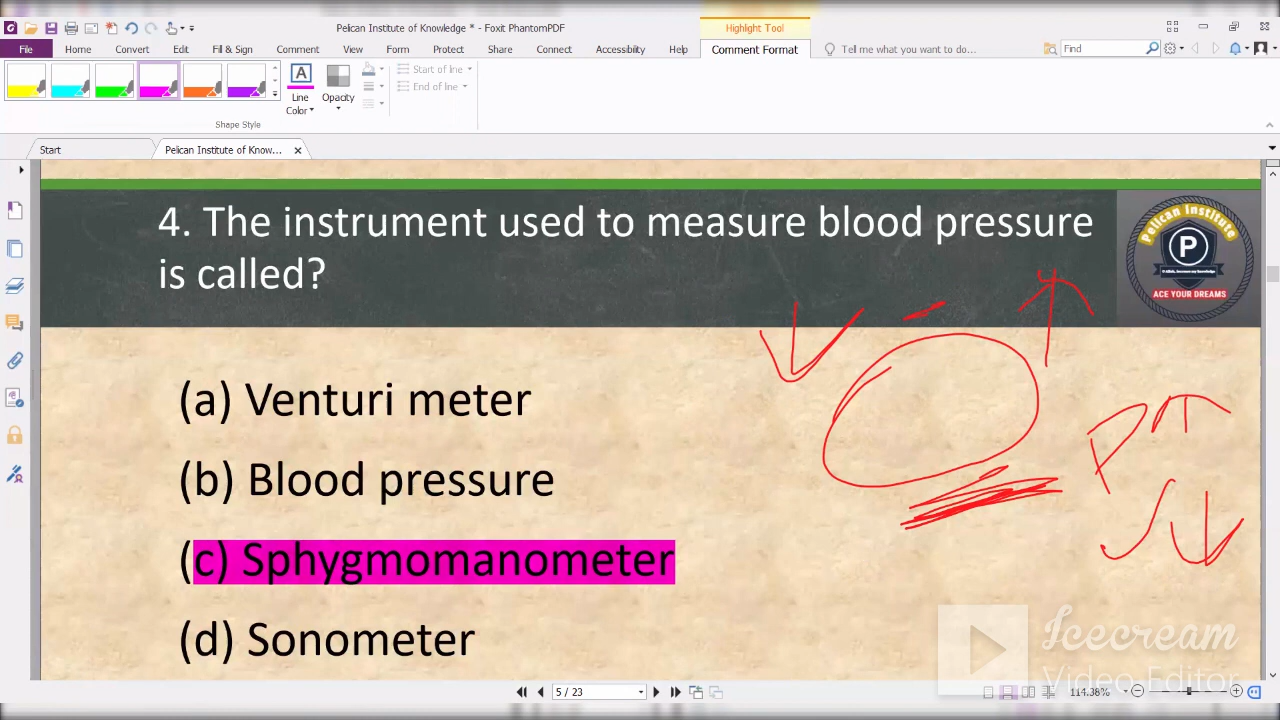 Pelican Institute of Knowledge * - Foxit PhantomPDF
Highlight Tool
File Home Convert Edit Fill & Sign Comment View Form Protect Share Connect Accessibility Help Comment Format Tell me what you want to do... Find
Line Color
Opacity
Start of line
End of line
Shape Style
Start
Pelican Institute of Know...
4. The instrument used to measure blood pressure
is called?
Pelican Institute
P
ACE YOUR DREAMS
(a) Venturi meter
(b) Blood pressure
(c) Sphygmomanometer
(d) Sonometer
P
Icecream
Video Editor
5 / 23
114.38%